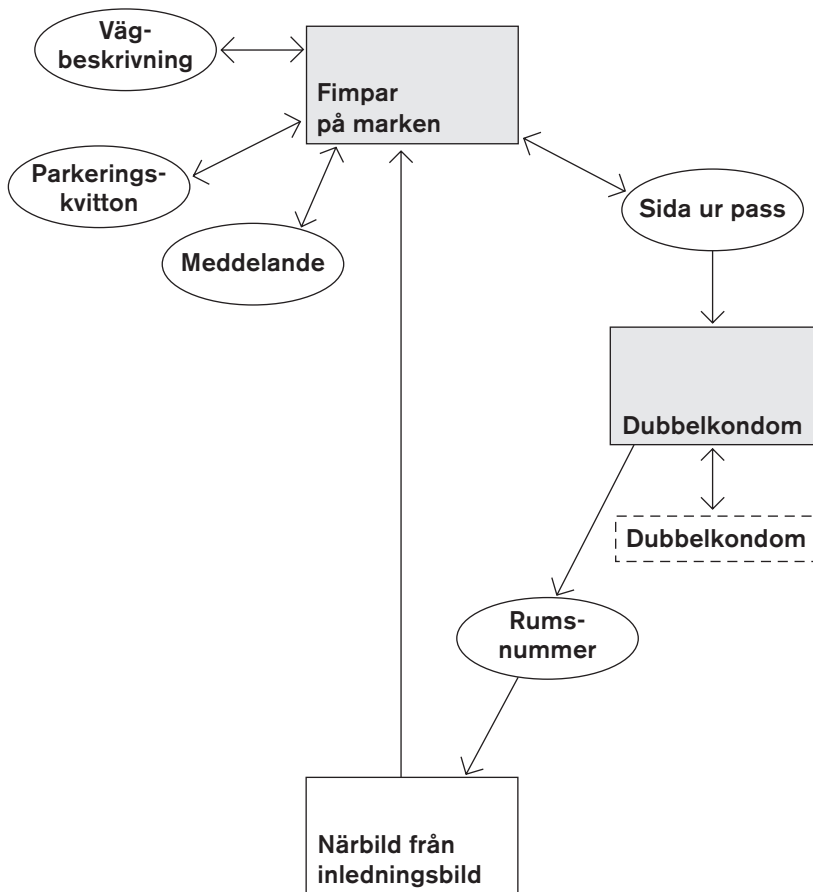 Väg-
beskrivning
Fimpar
på marken
Parkerings-
kvitton
Meddelande
Sida ur pass
Dubbelkondom
Dubbelkondom
Rums-
nummer
Närbild från
inledningsbild